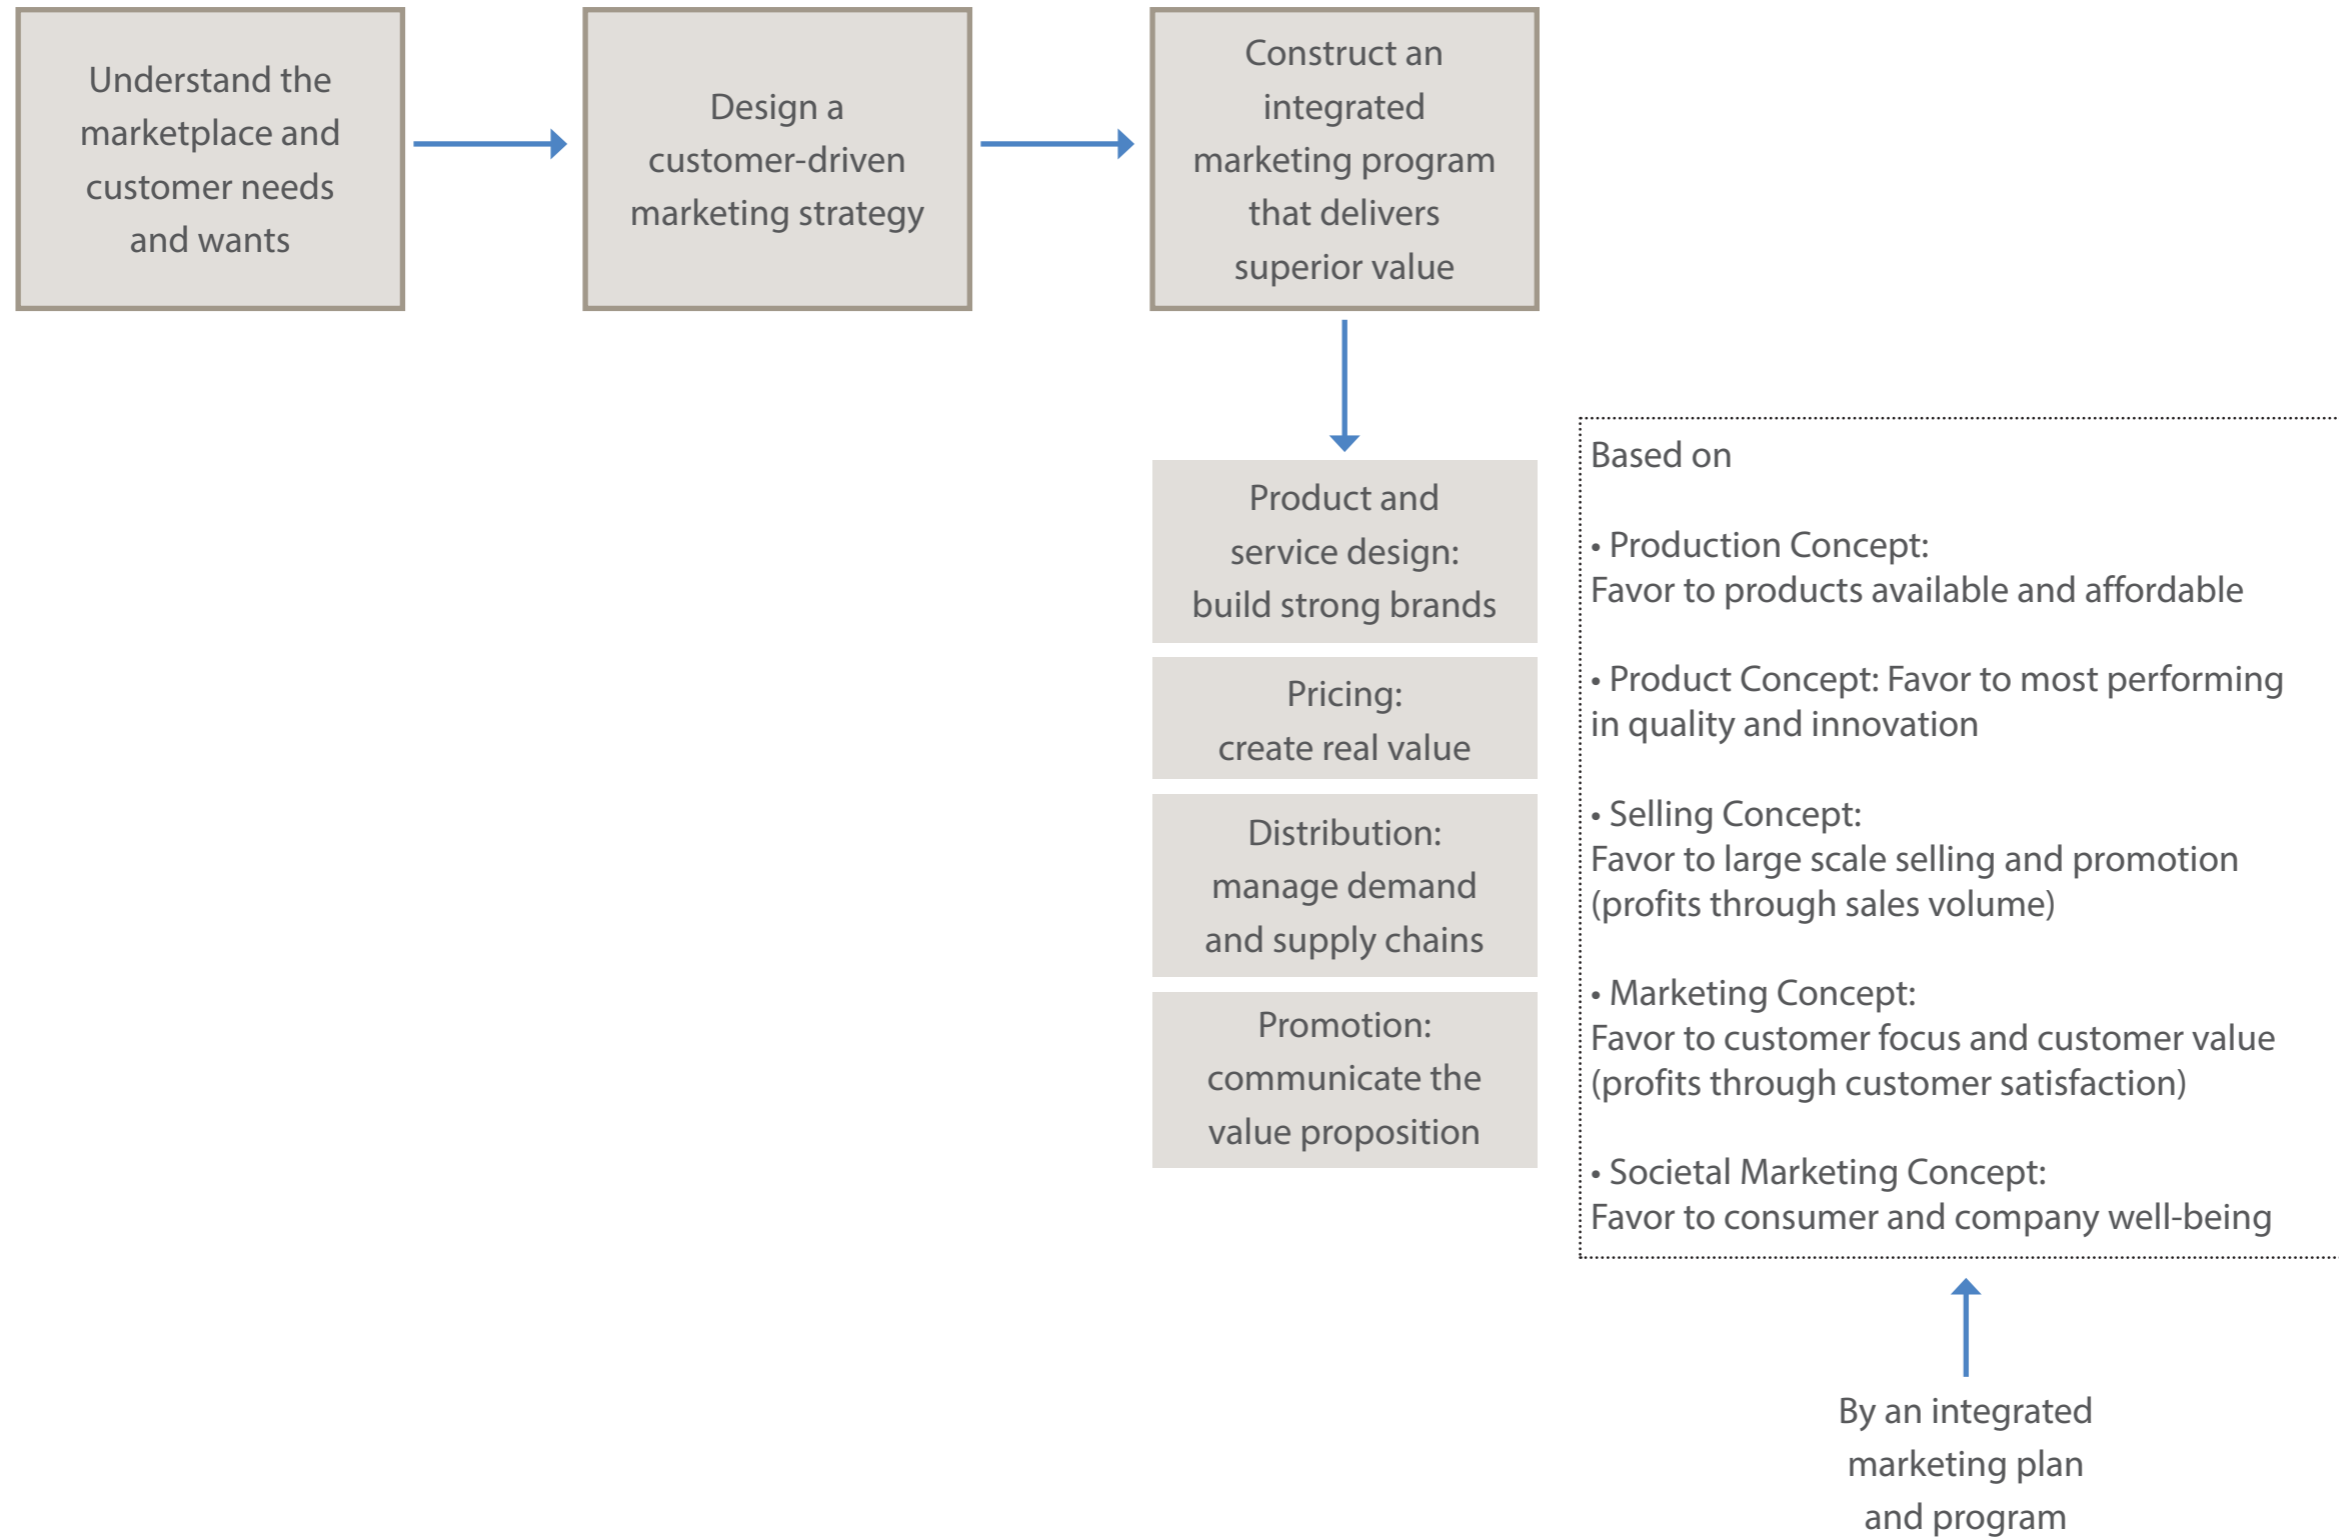 Understand the
marketplace and
customer needs
and wants
Design a
customer-driven
marketing strategy
Construct an
integrated
marketing program
that delivers
superior value
Product and
service design:
build strong brands
Pricing:
create real value
Distribution:
manage demand
and supply chains
Promotion:
communicate the
value proposition
Based on
• Production Concept:
Favor to products available and affordable
• Product Concept: Favor to most performing
in quality and innovation
• Selling Concept:
Favor to large scale selling and promotion
(profits through sales volume)
• Marketing Concept:
Favor to customer focus and customer value
(profits through customer satisfaction)
• Societal Marketing Concept:
Favor to consumer and company well-being
By an integrated
marketing plan
and program